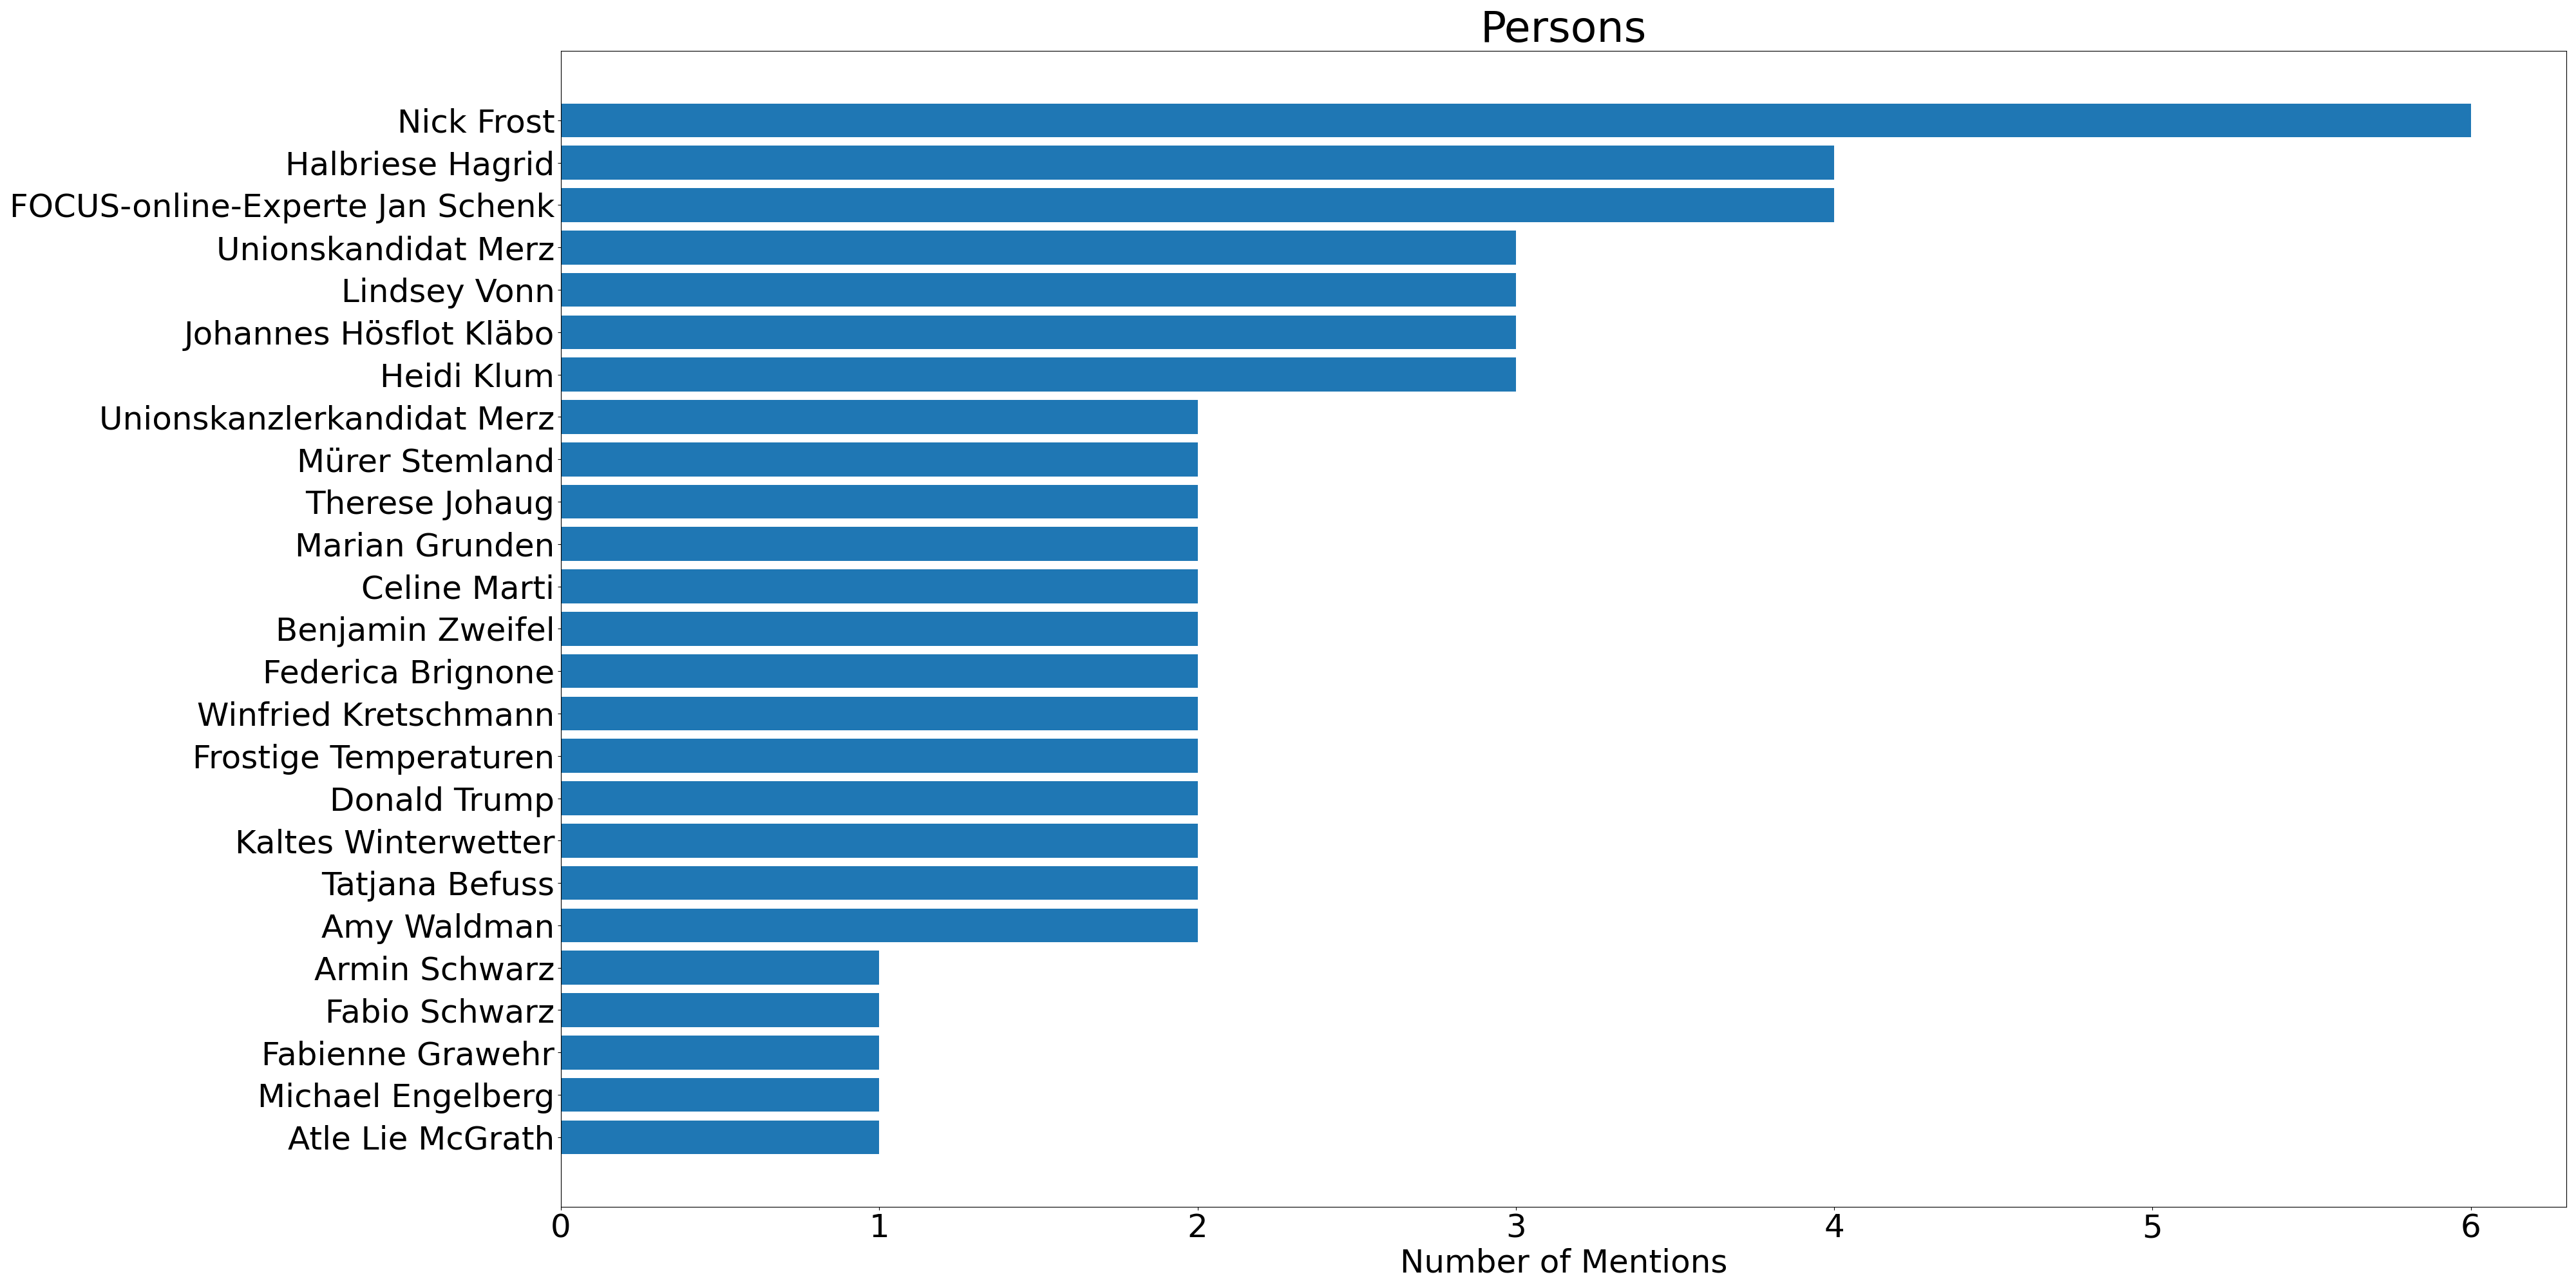 Persons
Nick Frost
Halbriese Hagrid
FOCUS-online-Experte Jan Schenk
Unionskandidat Merz
Lindsey Vonn
Johannes Hösflot Kläbo
Heidi Klum
Unionskanzlerkandidat Merz
Mürer Stemland
Therese Johaug
Marian Grunden
Celine Marti
Benjamin Zweifel
Federica Brignone
Winfried Kretschmann
Frostige Temperaturen
Donald Trump
Kaltes Winterwetter
Tatjana Befuss
Amy Waldman
Armin Schwarz
Fabio Schwarz
Fabienne Grawehr
Michael Engelberg
Atle Lie McGrath
0 1 2 3 4 5 6
Number of Mentions